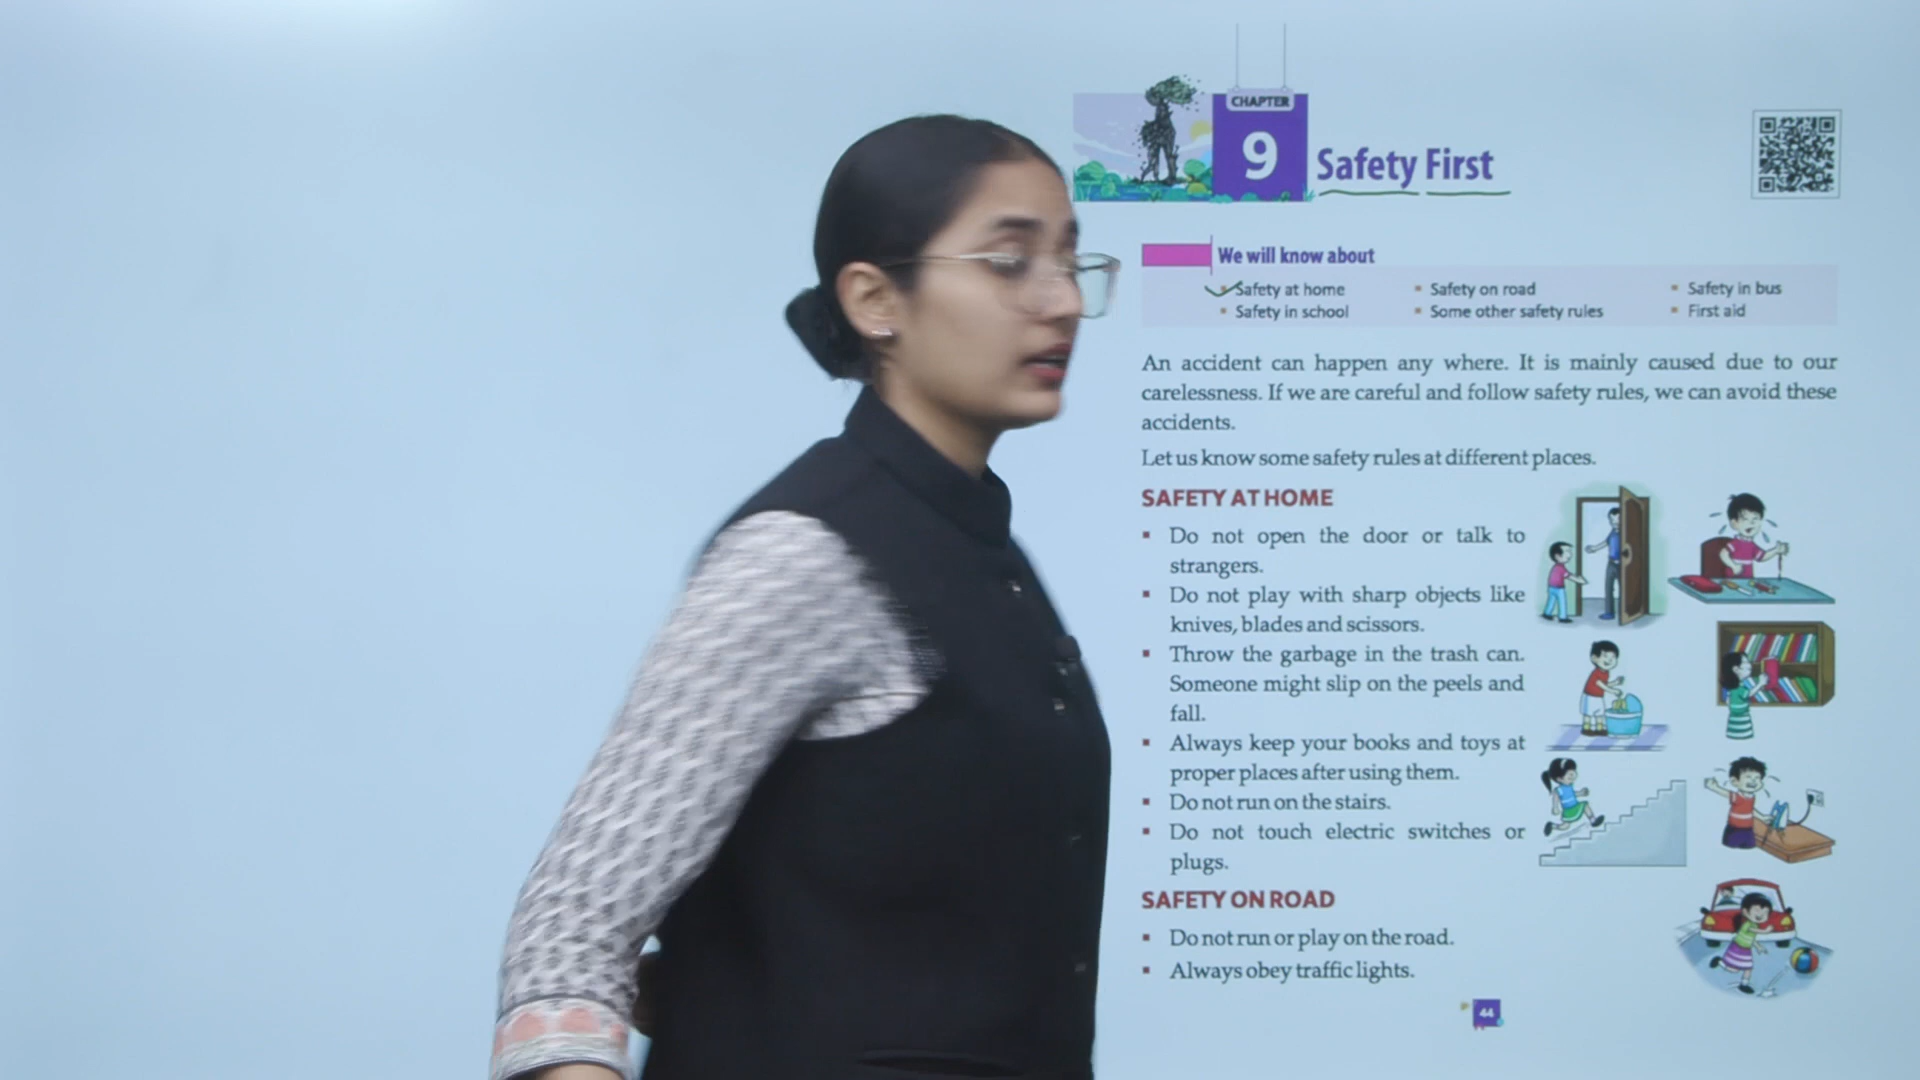 CHAPTER
9
Safety First
We will know about
Safety at home
Safety on road
Safety in bus
Safety in school
Some other safety rules
First aid
An accident can happen any where. It is mainly caused due to our
carelessness. If we are careful and follow safety rules, we can avoid these
accidents.
Let us know some safety rules at different places.
SAFETY AT HOME
Do not open the door or talk to
strangers.
Do not play with sharp objects like
knives, blades and scissors.
Throw the garbage in the trash can.
Someone might slip on the peels and
fall.
Always keep your books and toys at
proper places after using them.
Do not run on the stairs.
Do not touch electric switches or
plugs.
SAFETY ON ROAD
Do not run or play on the road.
Always obey traffic lights.
44